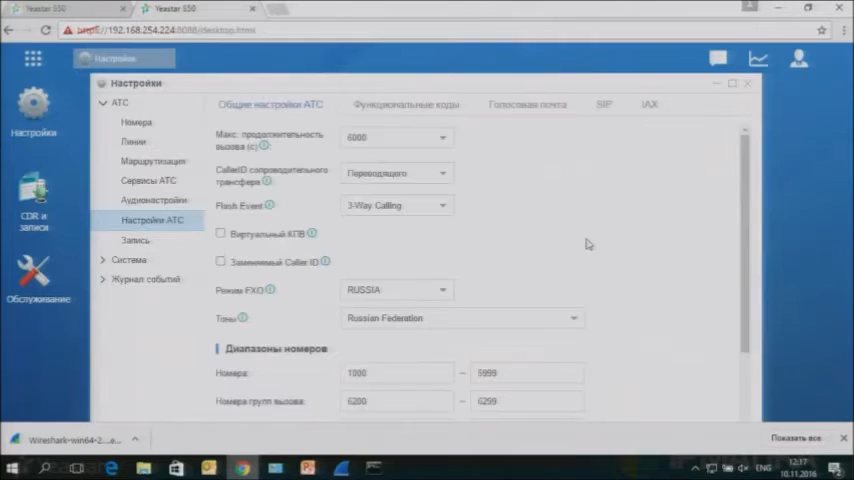 Yeastar S50
Yeastar S50
https://192.168.254.224:8088/desktop.html
Настройки
Настройки
АТС
Номера
Линии
Маршрутизация
Сервисы АТС
Аудионастройки
Настройки АТС
Запись
Система
Журнал событий
Настройки
CDR и
записи
Обслуживание
Общие настройки АТС
Функциональные коды
Голосовая почта
SIP
IAX
Макс. продолжительность
вызова (с)
6000
CallerID сопроводительного
трансфера
Переводящего
Flash Event
3-Way Calling
Виртуальный КПВ
Заменяемый Caller ID
Режим FXO
RUSSIA
Тоны
Russian Federation
Диапазоны номеров
Номера:
1000 – 5999
Номера групп вызова:
6200 – 6299
Wireshark-win64-2....e...
Показать все
ENG
12:17
10.11.2016